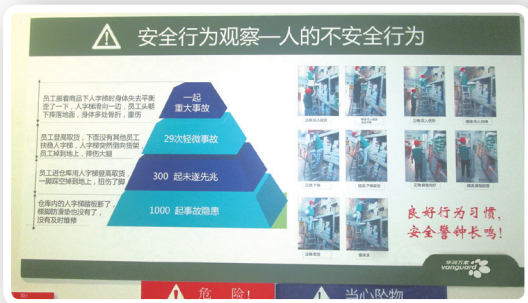 安全行为观察—人的不安全行为
员工搬着商品下人字梯时身体失去平衡
歪了一下,人字梯滑向一边,员工头朝
下摔落地面,身体多处骨折,重伤
一起
重大事故
员工登高取货,下面没有其他员工
扶稳人字梯,人字梯突然倒向货架,
员工掉到地上,摔伤大腿
29次轻微事故
员工进仓库用人字梯登高取货,
一脚踩空掉到地上,扭伤了脚
300 起未遂先兆
仓库内的人字梯踏板断了,
梯脚防滑垫也没有了,
没有及时维修
1000 起事故隐患
良好行为习惯,
安全警钟长鸣!
华润万家
vanguard
危 险!
当心坠物